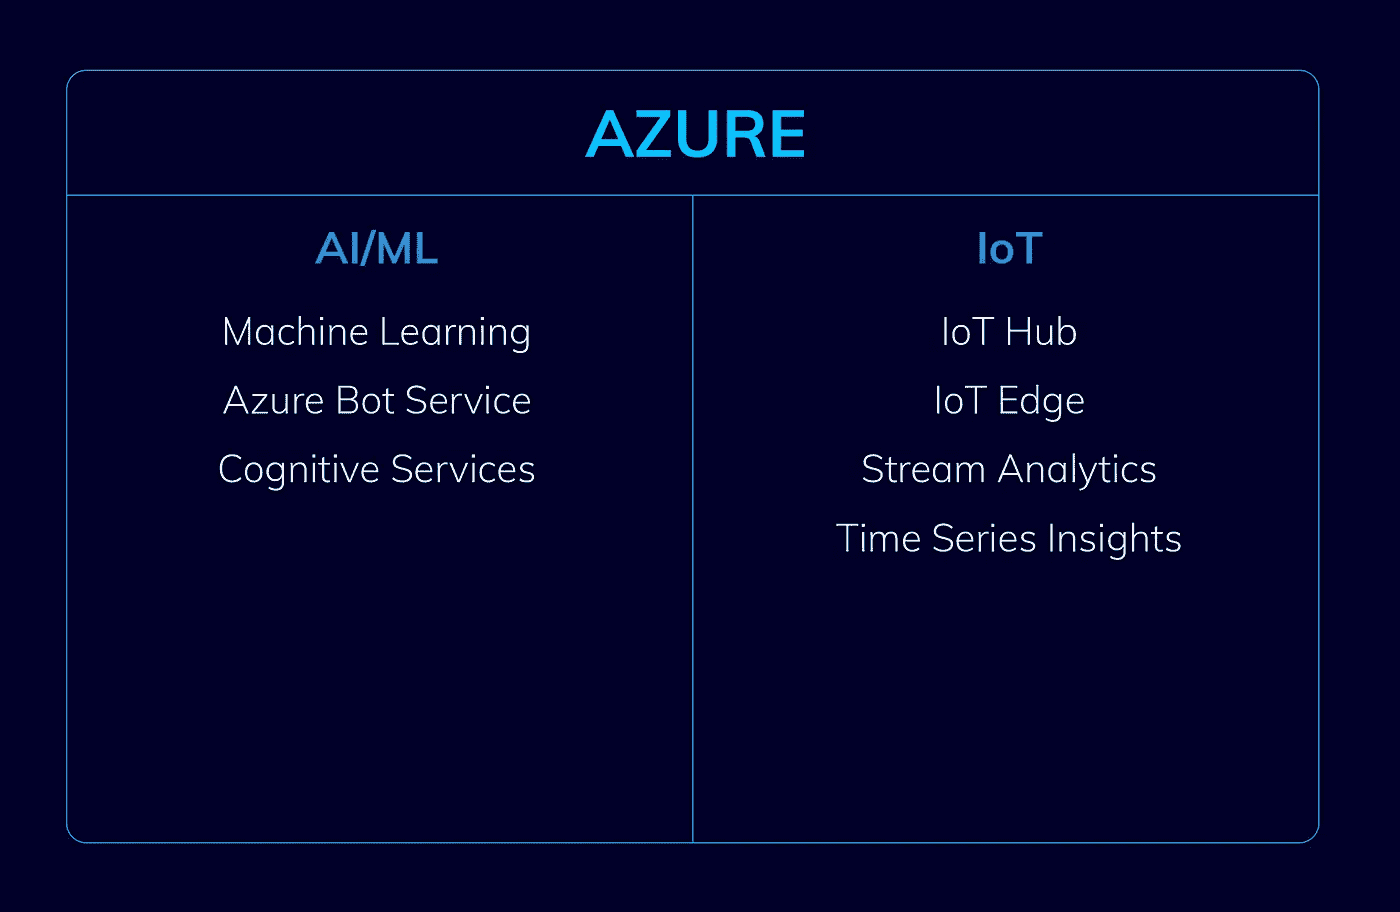 AZURE
AI/ML
Machine Learning
Azure Bot Service
Cognitive Services
IoT
IoT Hub
IoT Edge
Stream Analytics
Time Series Insights